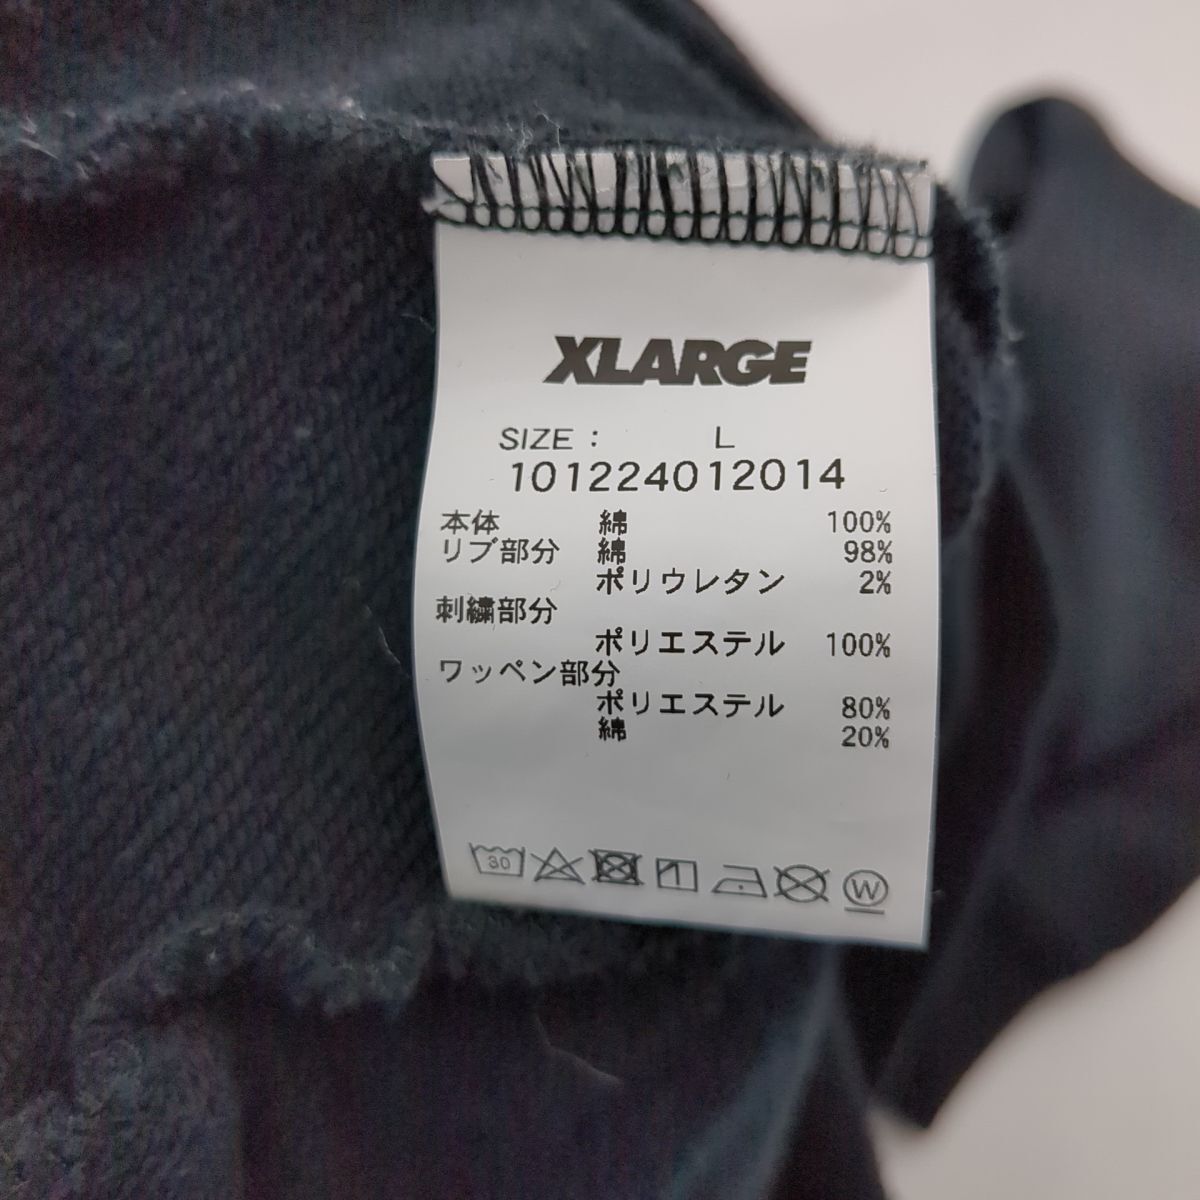 XLARGE
SIZE : L
101224012014
本体 綿 100%
リブ部分 綿 98%
ポリウレタン 2%
刺繍部分
ポリエステル 100%
ワッペン部分
ポリエステル 80%
綿 20%
30 W